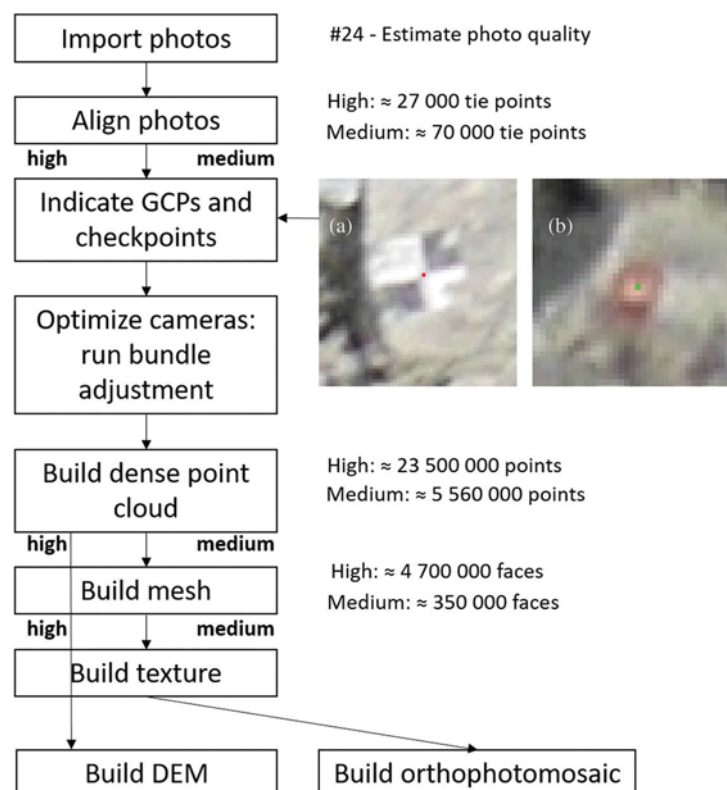 Import photos
#24 - Estimate photo quality
Align photos
High: ≈ 27 000 tie points
Medium: ≈ 70 000 tie points
high medium
Indicate GCPs and
checkpoints
(a) (b)
Optimize cameras:
run bundle
adjustment
Build dense point
cloud
High: ≈ 23 500 000 points
Medium: ≈ 5 560 000 points
high medium
Build mesh
High: ≈ 4 700 000 faces
Medium: ≈ 350 000 faces
high medium
Build texture
Build DEM
Build orthophotomosaic